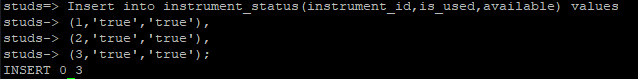 studs=> Insert into instrument_status(instrument_id,is_used,available) values
studs-> (1,'true','true'),
studs-> (2,'true','true'),
studs-> (3,'true','true');
INSERT 0 3